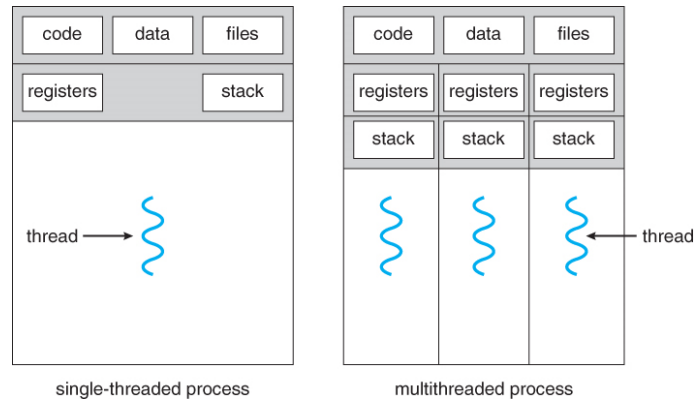 code data files
registers stack
thread
single-threaded process
code data files
registers registers registers
stack stack stack
thread
multithreaded process